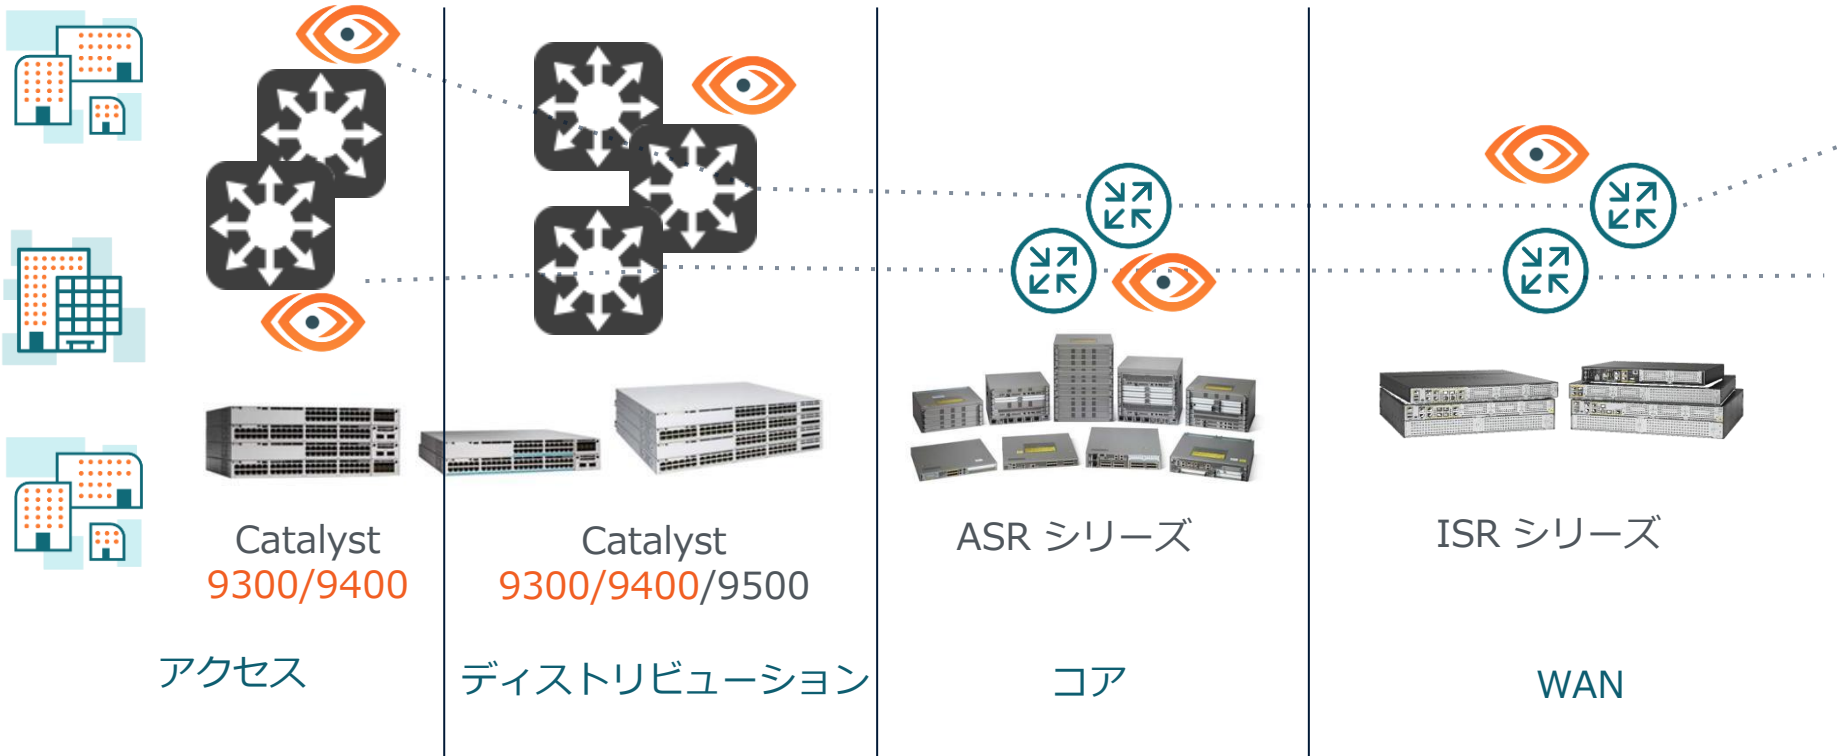 Catalyst
9300/9400
Catalyst
9300/9400/9500
ASR シリーズ
ISR シリーズ
アクセス
ディストリビューション
コア
WAN